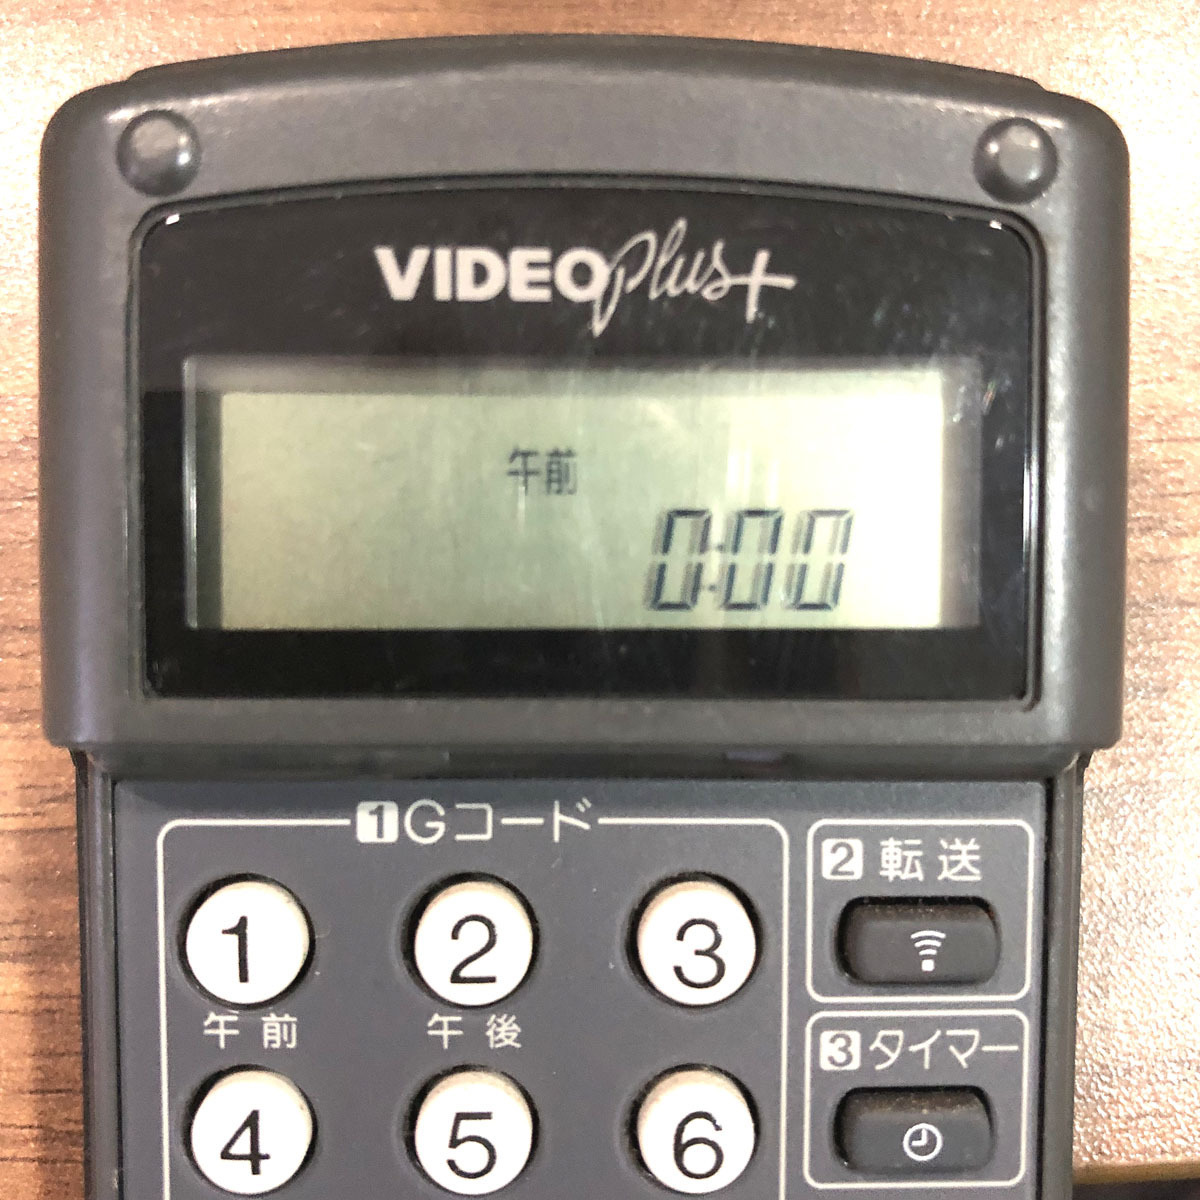 VIDEO Plus+
午前
0:00
1 Gコード
2 転送
1 2 3
午前 午後
3 タイマー
4 5 6